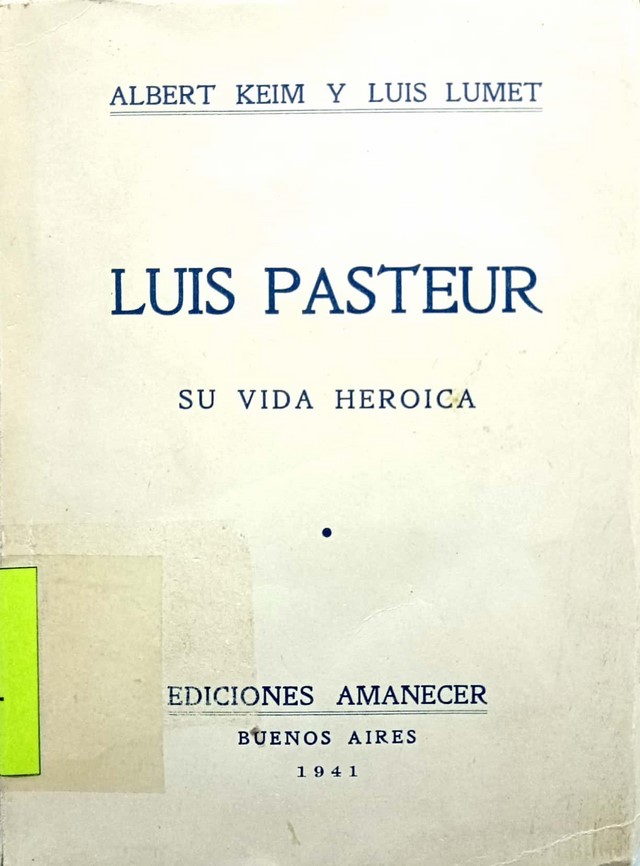 ALBERT KEIM Y LUIS LUMET
LUIS PASTEUR
SU VIDA HEROICA
EDICIONES AMANECER
BUENOS AIRES
1941